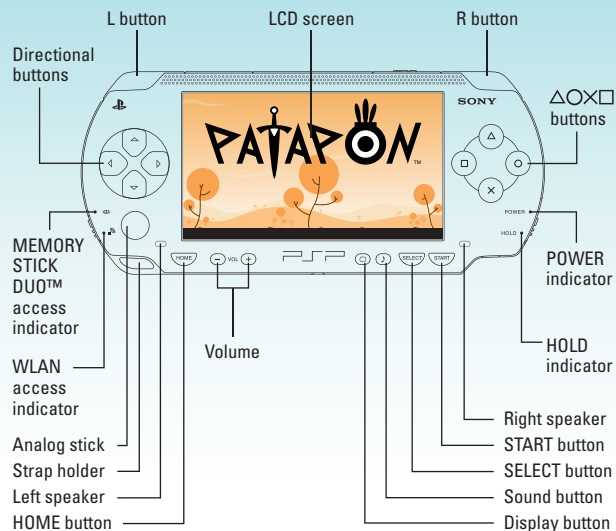 L button
LCD screen
R button
Directional
buttons
SONY
△○×□
buttons
PATAPON™
POWER
HOLD
MEMORY
STICK
DUO™
access
indicator
POWER
indicator
HOME
− VOL +
PSP
SELECT
START
Volume
HOLD
indicator
WLAN
access
indicator
Right speaker
Analog stick
START button
Strap holder
SELECT button
Left speaker
Sound button
HOME button
Display button